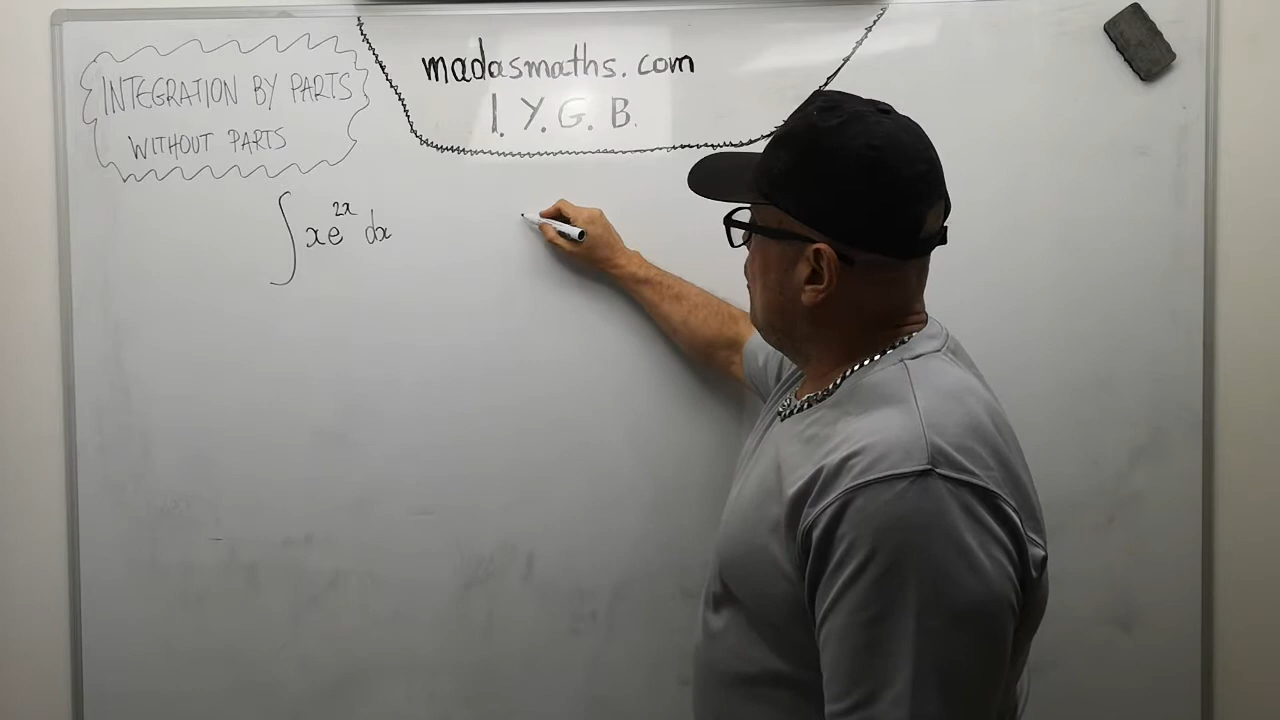 INTEGRATION BY PARTS
WITHOUT PARTS
madasmaths.com
I. Y. G. B.
∫xe^{2x} dx